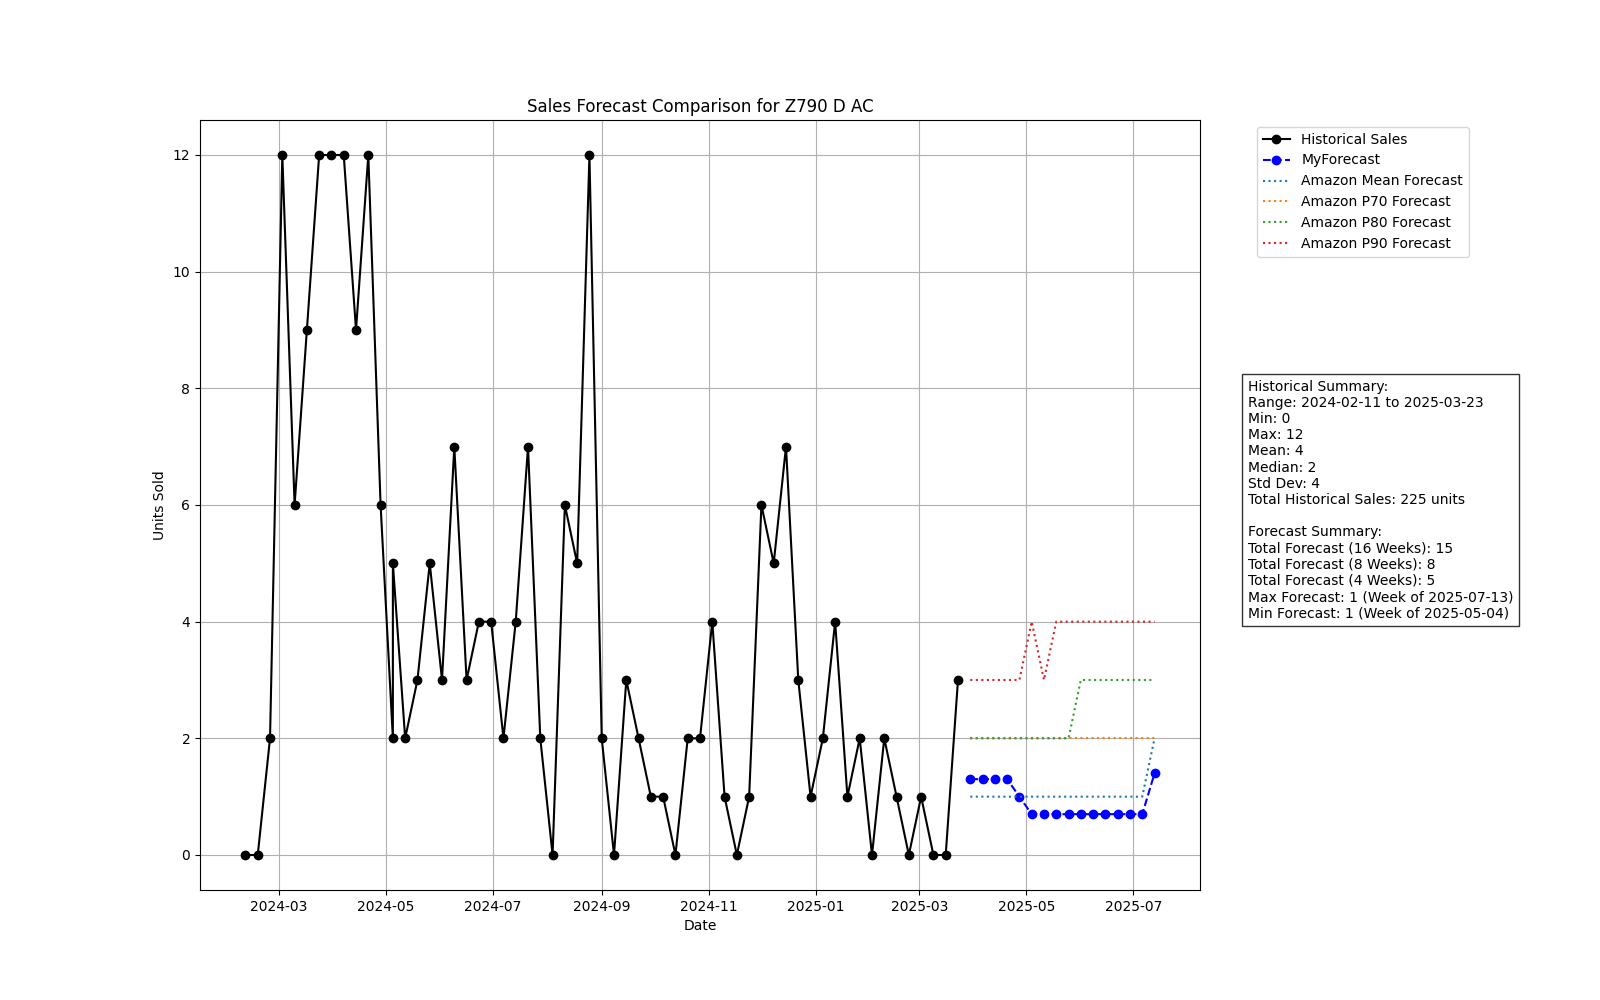 Sales Forecast Comparison for Z790 D AC
12
10
8
6
4
2
0
Units Sold
2024-03
2024-05
2024-07
2024-09
2024-11
2025-01
2025-03
2025-05
2025-07
Date
Historical Sales
MyForecast
Amazon Mean Forecast
Amazon P70 Forecast
Amazon P80 Forecast
Amazon P90 Forecast
Historical Summary:
Range: 2024-02-11 to 2025-03-23
Min: 0
Max: 12
Mean: 4
Median: 2
Std Dev: 4
Total Historical Sales: 225 units
Forecast Summary:
Total Forecast (16 Weeks): 15
Total Forecast (8 Weeks): 8
Total Forecast (4 Weeks): 5
Max Forecast: 1 (Week of 2025-07-13)
Min Forecast: 1 (Week of 2025-05-04)